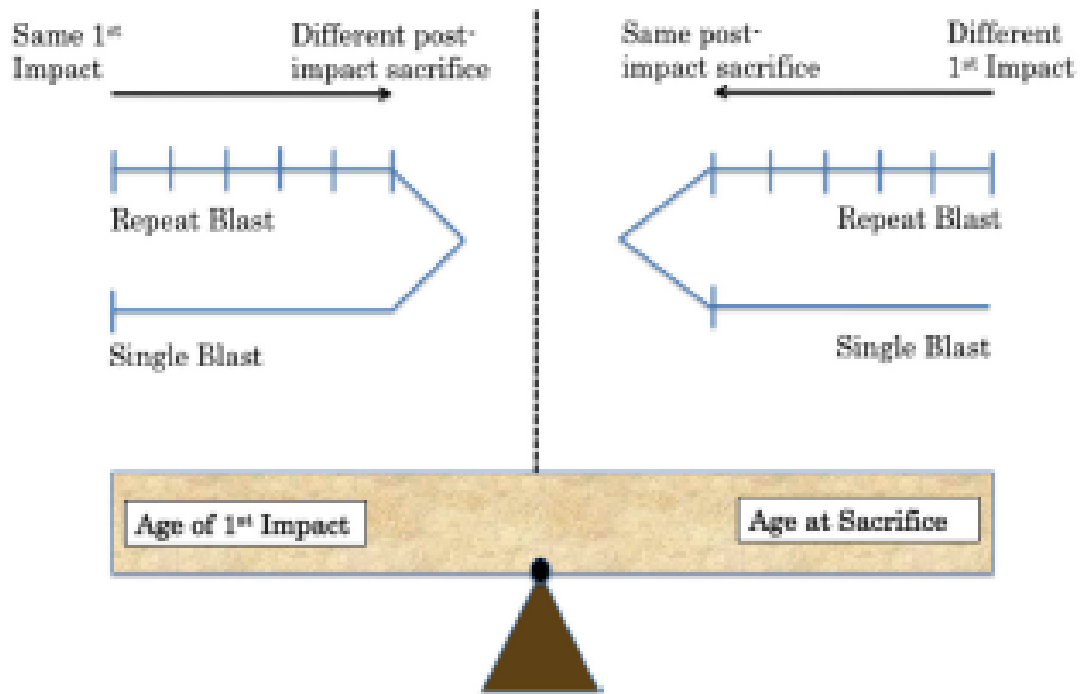 Same 1st
Impact
Different post-
impact sacrifice
Same post-
impact sacrifice
Different
1st Impact
Repeat Blast
Single Blast
Repeat Blast
Single Blast
Age of 1st Impact
Age at Sacrifice